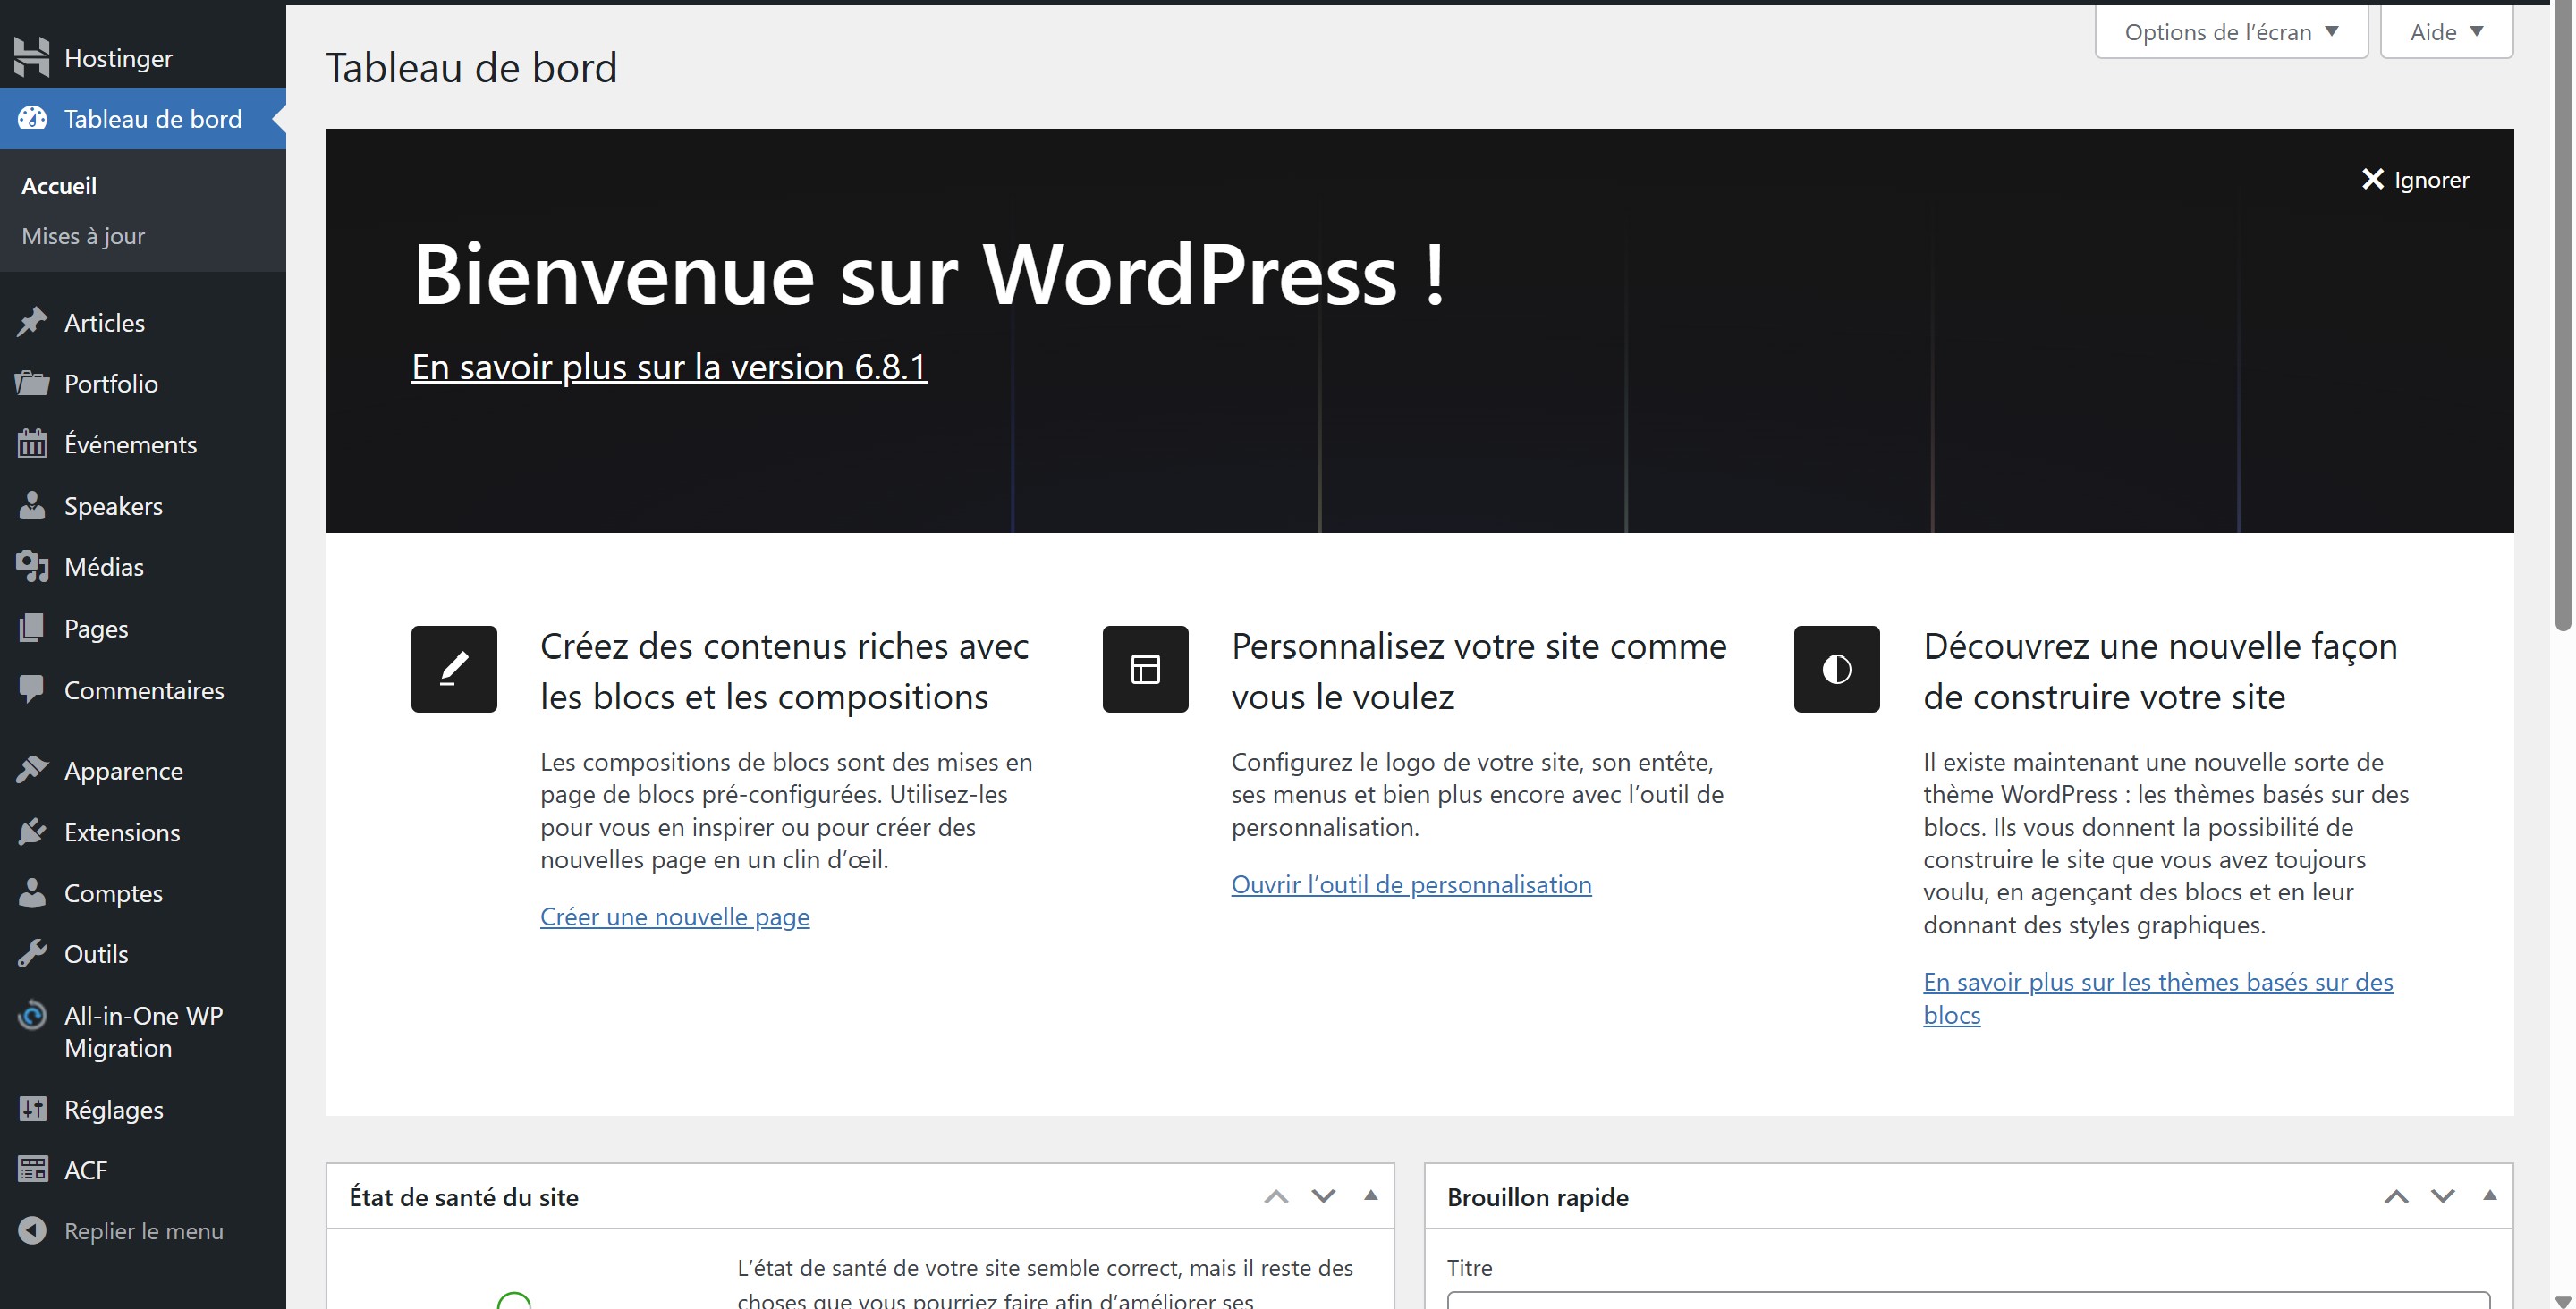 Hostinger
Tableau de bord
Accueil
Mises à jour
Articles
Portfolio
Événements
Speakers
Médias
Pages
Commentaires
Apparence
Extensions
Comptes
Outils
All-in-One WP
Migration
Réglages
ACF
Replier le menu
Options de l’écran
Aide
Tableau de bord
Ignorer
Bienvenue sur WordPress !
En savoir plus sur la version 6.8.1
Créez des contenus riches avec
les blocs et les compositions
Les compositions de blocs sont des mises en
page de blocs pré-configurées. Utilisez-les
pour vous en inspirer ou pour créer des
nouvelles page en un clin d’œil.
Créer une nouvelle page
Personnalisez votre site comme
vous le voulez
Configurez le logo de votre site, son entête,
ses menus et bien plus encore avec l’outil de
personnalisation.
Ouvrir l’outil de personnalisation
Découvrez une nouvelle façon
de construire votre site
Il existe maintenant une nouvelle sorte de
thème WordPress : les thèmes basés sur des
blocs. Ils vous donnent la possibilité de
construire le site que vous avez toujours
voulu, en agençant des blocs et en leur
donnant des styles graphiques.
En savoir plus sur les thèmes basés sur des
blocs
État de santé du site
L’état de santé de votre site semble correct, mais il reste des
choses que vous pourriez faire afin d’améliorer ses
Brouillon rapide
Titre